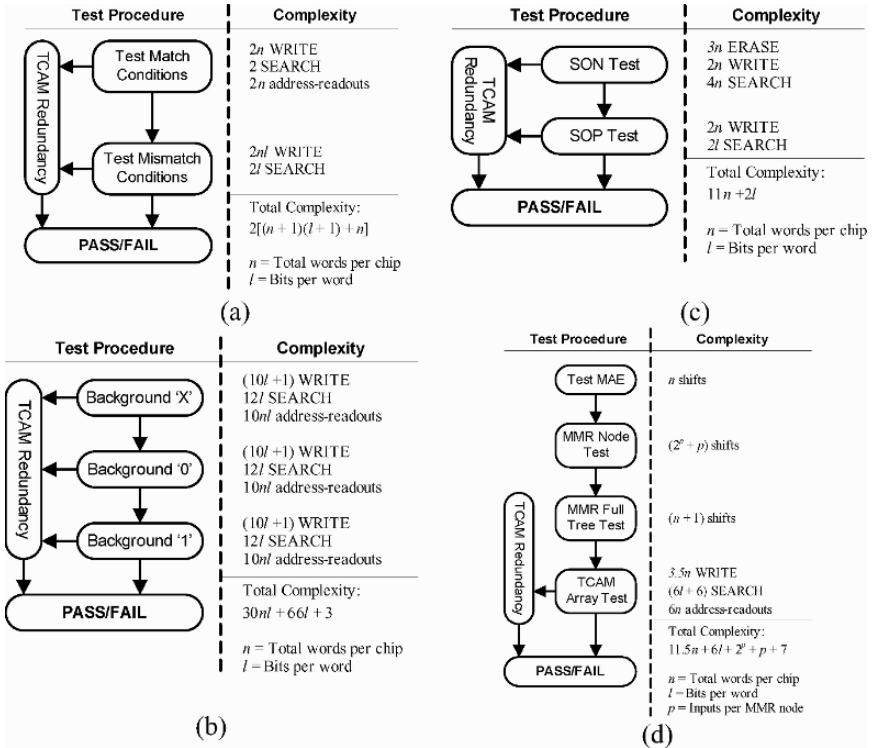 Test Procedure Complexity
TCAM Redundancy
Test Match
Conditions
2n WRITE
2 SEARCH
2n address-readouts
Test Mismatch
Conditions
2nl WRITE
2l SEARCH
Total Complexity:
2[(n + 1)(l + 1) + n]
PASS/FAIL
n = Total words per chip
l = Bits per word
(a)
Test Procedure Complexity
TCAM
Redundancy
SON Test
3n ERASE
2n WRITE
4n SEARCH
SOP Test
2n WRITE
2l SEARCH
Total Complexity:
11n +2l
PASS/FAIL
n = Total words per chip
l = Bits per word
(c)
Test Procedure Complexity
TCAM Redundancy
Background 'X'
(10l +1) WRITE
12l SEARCH
10nl address-readouts
Background '0'
(10l +1) WRITE
12l SEARCH
10nl address-readouts
Background '1'
(10l +1) WRITE
12l SEARCH
10nl address-readouts
Total Complexity:
30nl + 66l + 3
PASS/FAIL
n = Total words per chip
l = Bits per word
(b)
Test Procedure Complexity
Test MAE
n shifts
MMR Node
Test
(2ᵖ + p) shifts
MMR Full
Tree Test
(n + 1) shifts
TCAM Redundancy
TCAM
Array Test
3.5n WRITE
(6l + 6) SEARCH
6n address-readouts
Total Complexity:
11.5n + 6l + 2ᵖ + p + 7
PASS/FAIL
n = Total words per chip
l = Bits per word
p = Inputs per MMR node
(d)